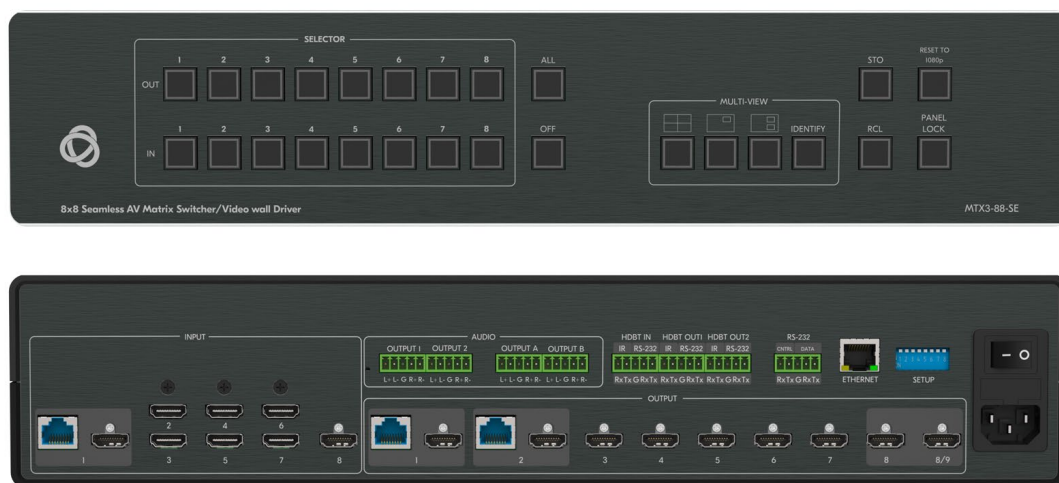 SELECTOR
1 2 3 4 5 6 7 8 ALL STO RESET TO 1080p
OUT
MULTI-VIEW
1 2 3 4 5 6 7 8 OFF IDENTIFY RCL PANEL LOCK
IN
8x8 Seamless AV Matrix Switcher/Video wall Driver MTX3-88-SE
INPUT AUDIO HDBT IN HDBT OUT1 HDBT OUT2 RS-232
OUTPUT 1 OUTPUT 2 OUTPUT A OUTPUT B IR RS-232 IR RS-232 IR RS-232 CNTRL DATA
L+ L- G R+ R- L+ L- G R+ R- L+ L- G R+ R- L+ L- G R+ R- RxTx G RxTx RxTx G RxTx RxTx G RxTx RxTx G RxTx ETHERNET SETUP
OUTPUT
2 4 6
1 3 5 7 8 1 2 3 4 5 6 7 8 8/9